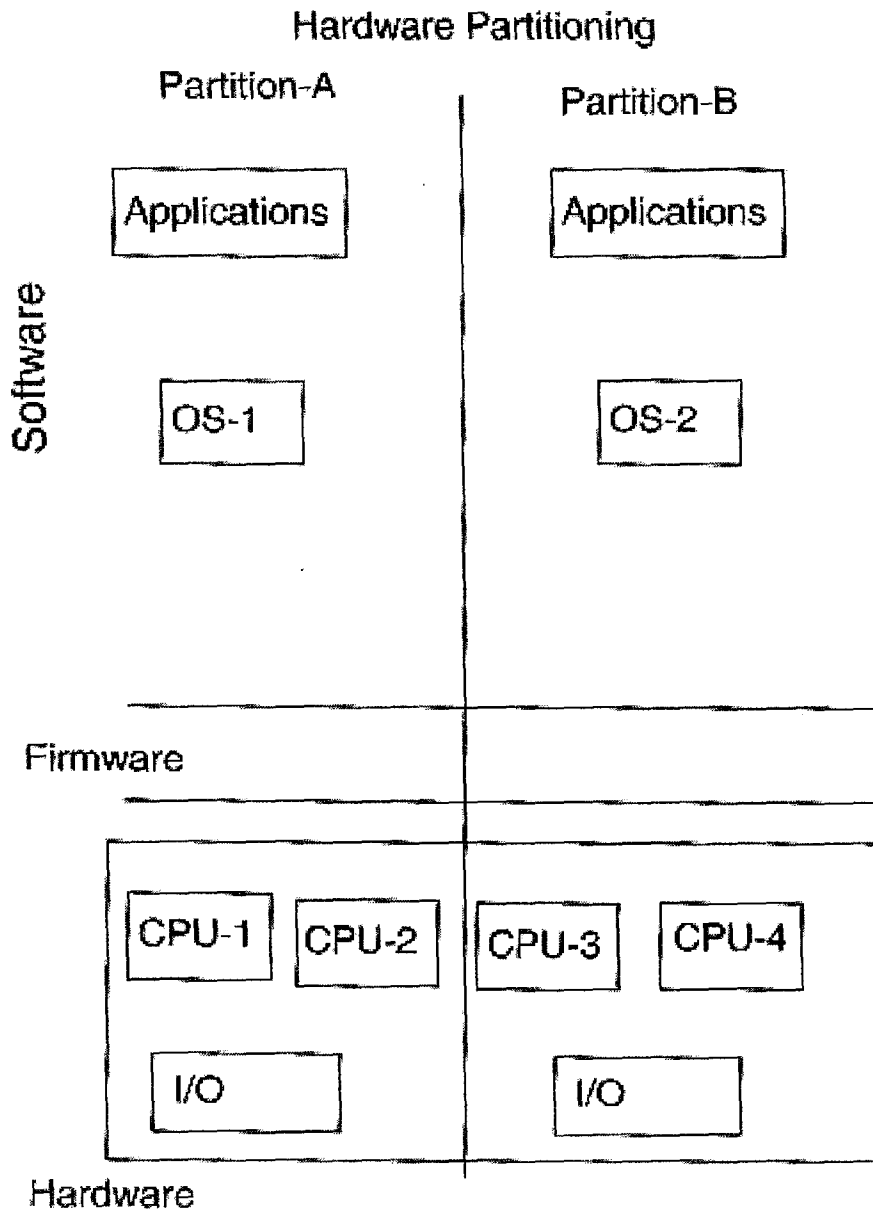 Hardware Partitioning
Partition-A
Partition-B
Applications
Applications
Software
OS-1
OS-2
Firmware
CPU-1
CPU-2
CPU-3
CPU-4
I/O
I/O
Hardware